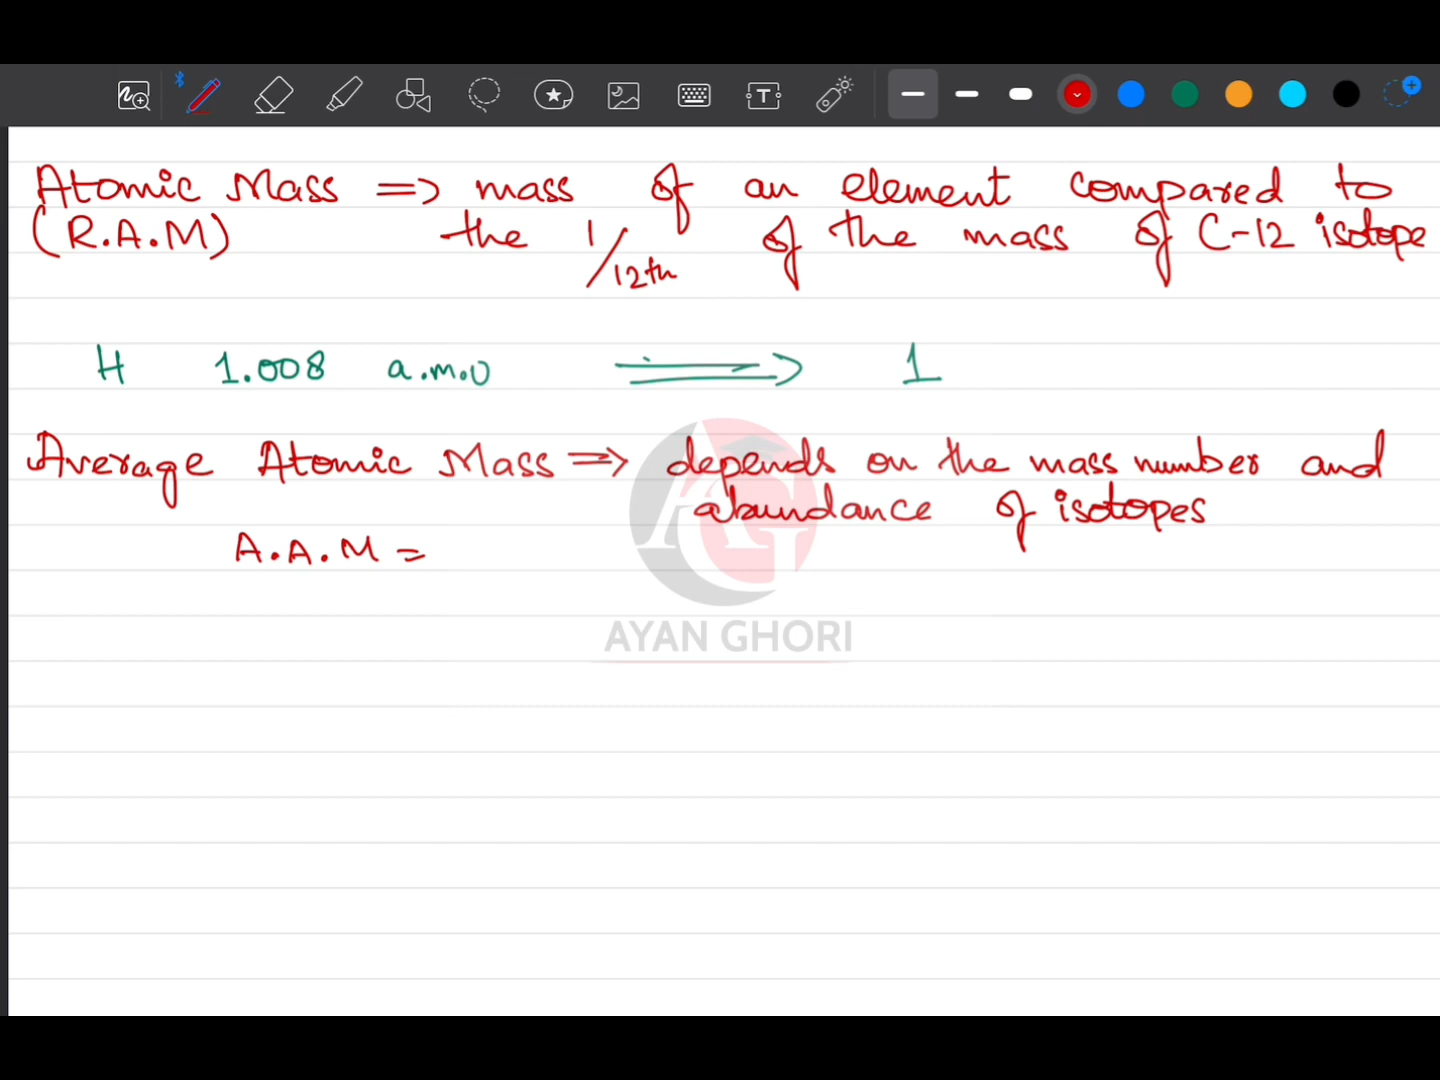 Atomic Mass => mass of an element compared to
(R.A.M) the 1/12th of the mass of C-12 isotope
H 1.008 a.m.u => 1
Average Atomic Mass => depends on the mass number and
abundance of isotopes
A.A.M =
AYAN GHORI